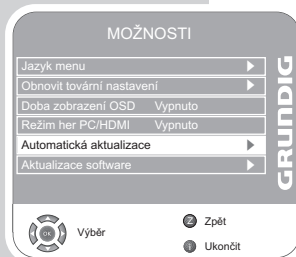 MOŽNOSTI
Jazyk menu
Obnovit tovární nastavení
Doba zobrazení OSD Vypnuto
Režim her PC/HDMI Vypnuto
Automatická aktualizace
Aktualizace software
GRUNDIG
OK
Výběr
Z Zpět
i Ukončit